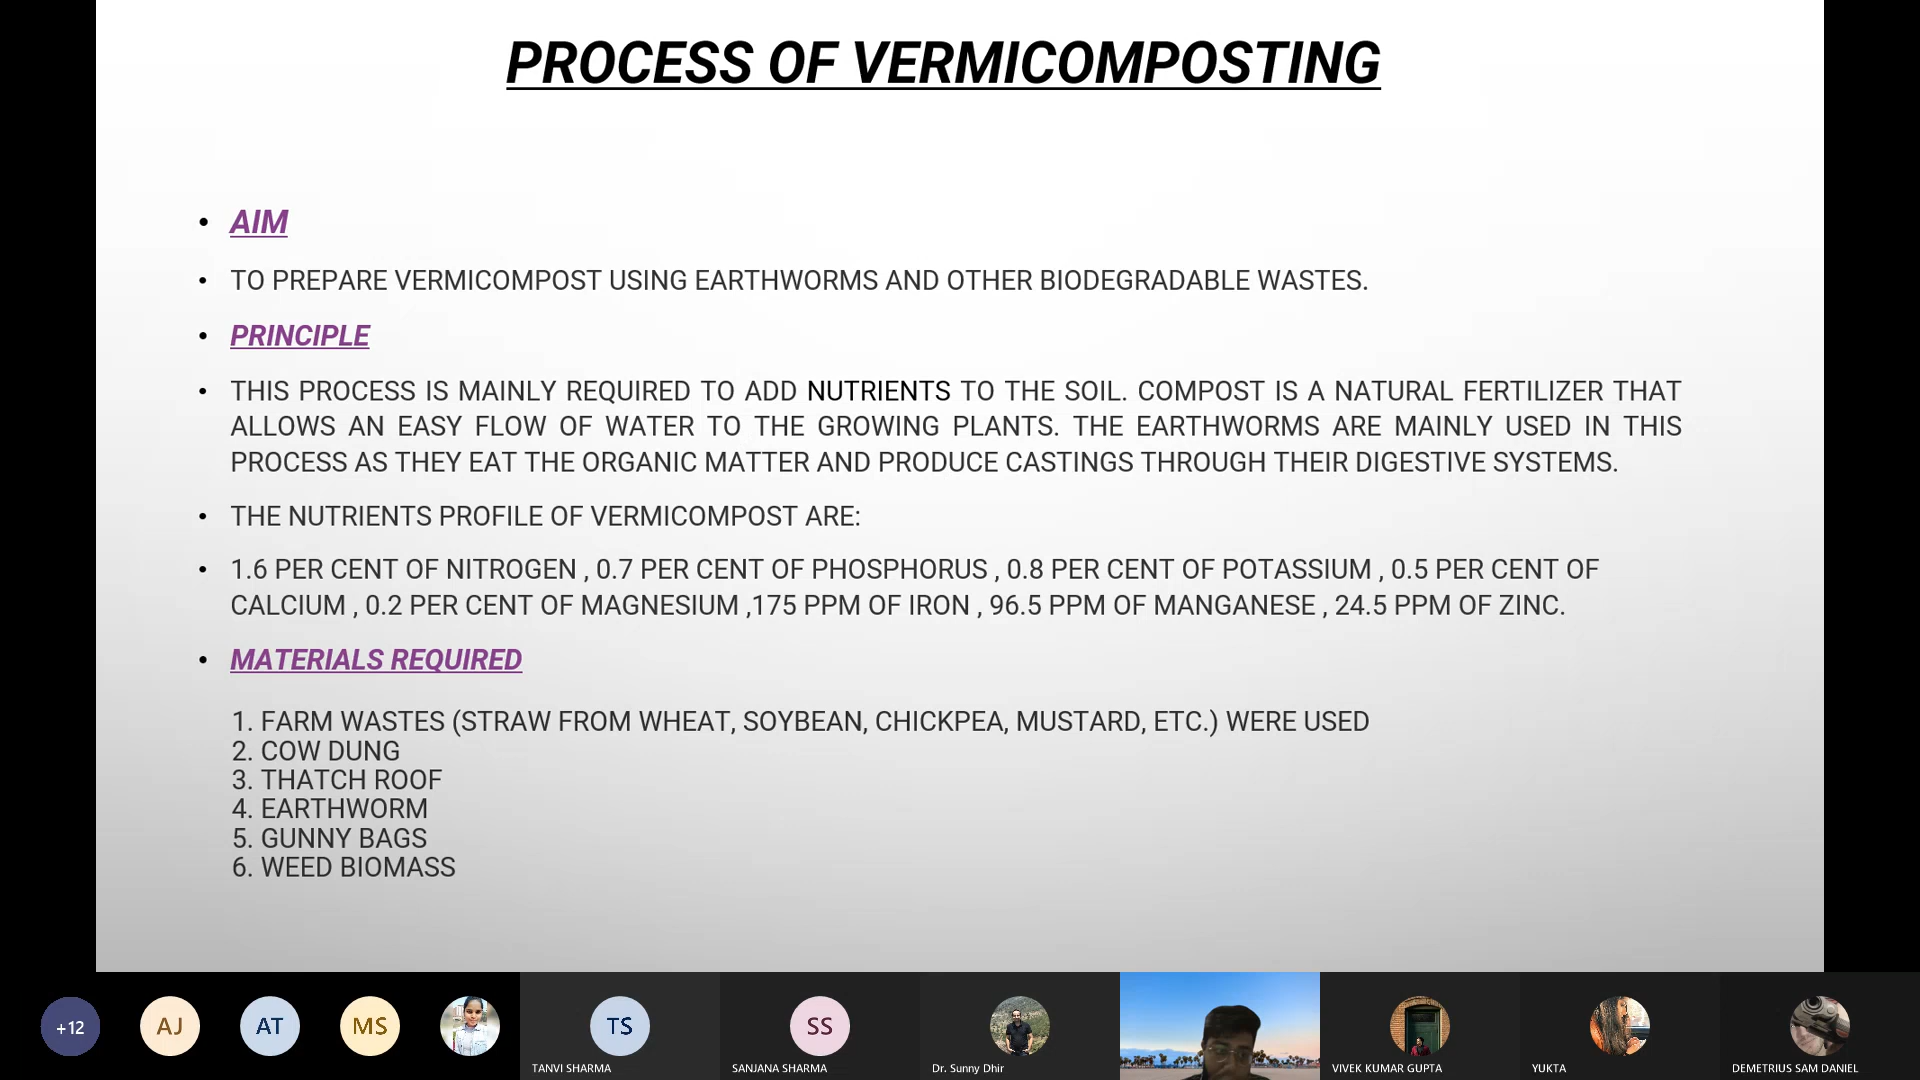 PROCESS OF VERMICOMPOSTING
• AIM
• TO PREPARE VERMICOMPOST USING EARTHWORMS AND OTHER BIODEGRADABLE WASTES.
• PRINCIPLE
• THIS PROCESS IS MAINLY REQUIRED TO ADD NUTRIENTS TO THE SOIL. COMPOST IS A NATURAL FERTILIZER THAT
ALLOWS AN EASY FLOW OF WATER TO THE GROWING PLANTS. THE EARTHWORMS ARE MAINLY USED IN THIS
PROCESS AS THEY EAT THE ORGANIC MATTER AND PRODUCE CASTINGS THROUGH THEIR DIGESTIVE SYSTEMS.
• THE NUTRIENTS PROFILE OF VERMICOMPOST ARE:
• 1.6 PER CENT OF NITROGEN , 0.7 PER CENT OF PHOSPHORUS , 0.8 PER CENT OF POTASSIUM , 0.5 PER CENT OF
CALCIUM , 0.2 PER CENT OF MAGNESIUM ,175 PPM OF IRON , 96.5 PPM OF MANGANESE , 24.5 PPM OF ZINC.
• MATERIALS REQUIRED
1. FARM WASTES (STRAW FROM WHEAT, SOYBEAN, CHICKPEA, MUSTARD, ETC.) WERE USED
2. COW DUNG
3. THATCH ROOF
4. EARTHWORM
5. GUNNY BAGS
6. WEED BIOMASS
+12
AJ
AT
MS
TS
SS
TANVI SHARMA
SANJANA SHARMA
Dr. Sunny Dhir
VIVEK KUMAR GUPTA
YUKTA
DEMETRIUS SAM DANIEL